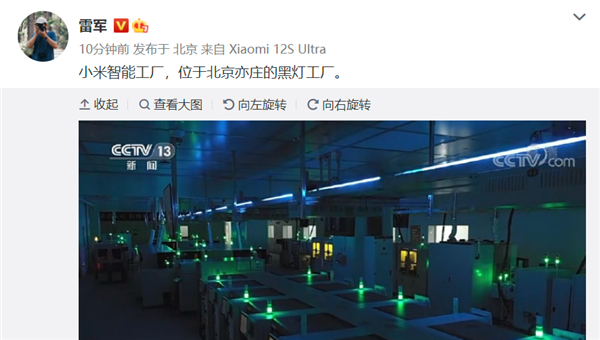 雷军
10分钟前 发布于 北京 来自 Xiaomi 12S Ultra
小米智能工厂，位于北京亦庄的黑灯工厂。
收起 查看大图 向左旋转 向右旋转
CCTV 13
新闻
CCTV.com